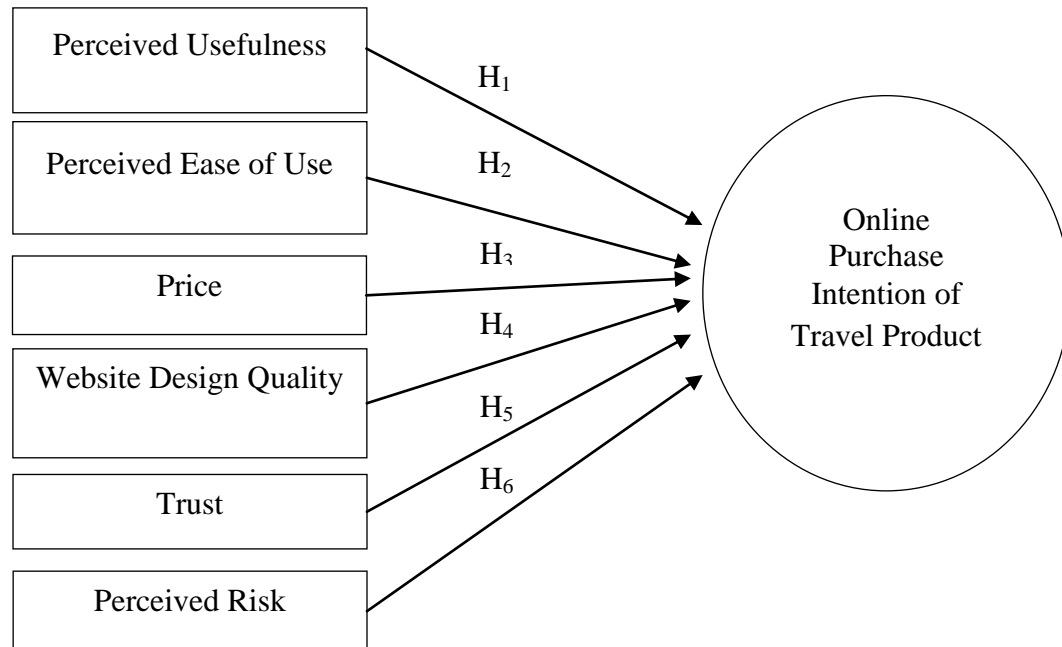 Perceived Usefulness
H₁
Perceived Ease of Use
H₂
Price
H₃
Website Design Quality
H₄
Trust
H₅
Perceived Risk
H₆
Online
Purchase
Intention of
Travel Product